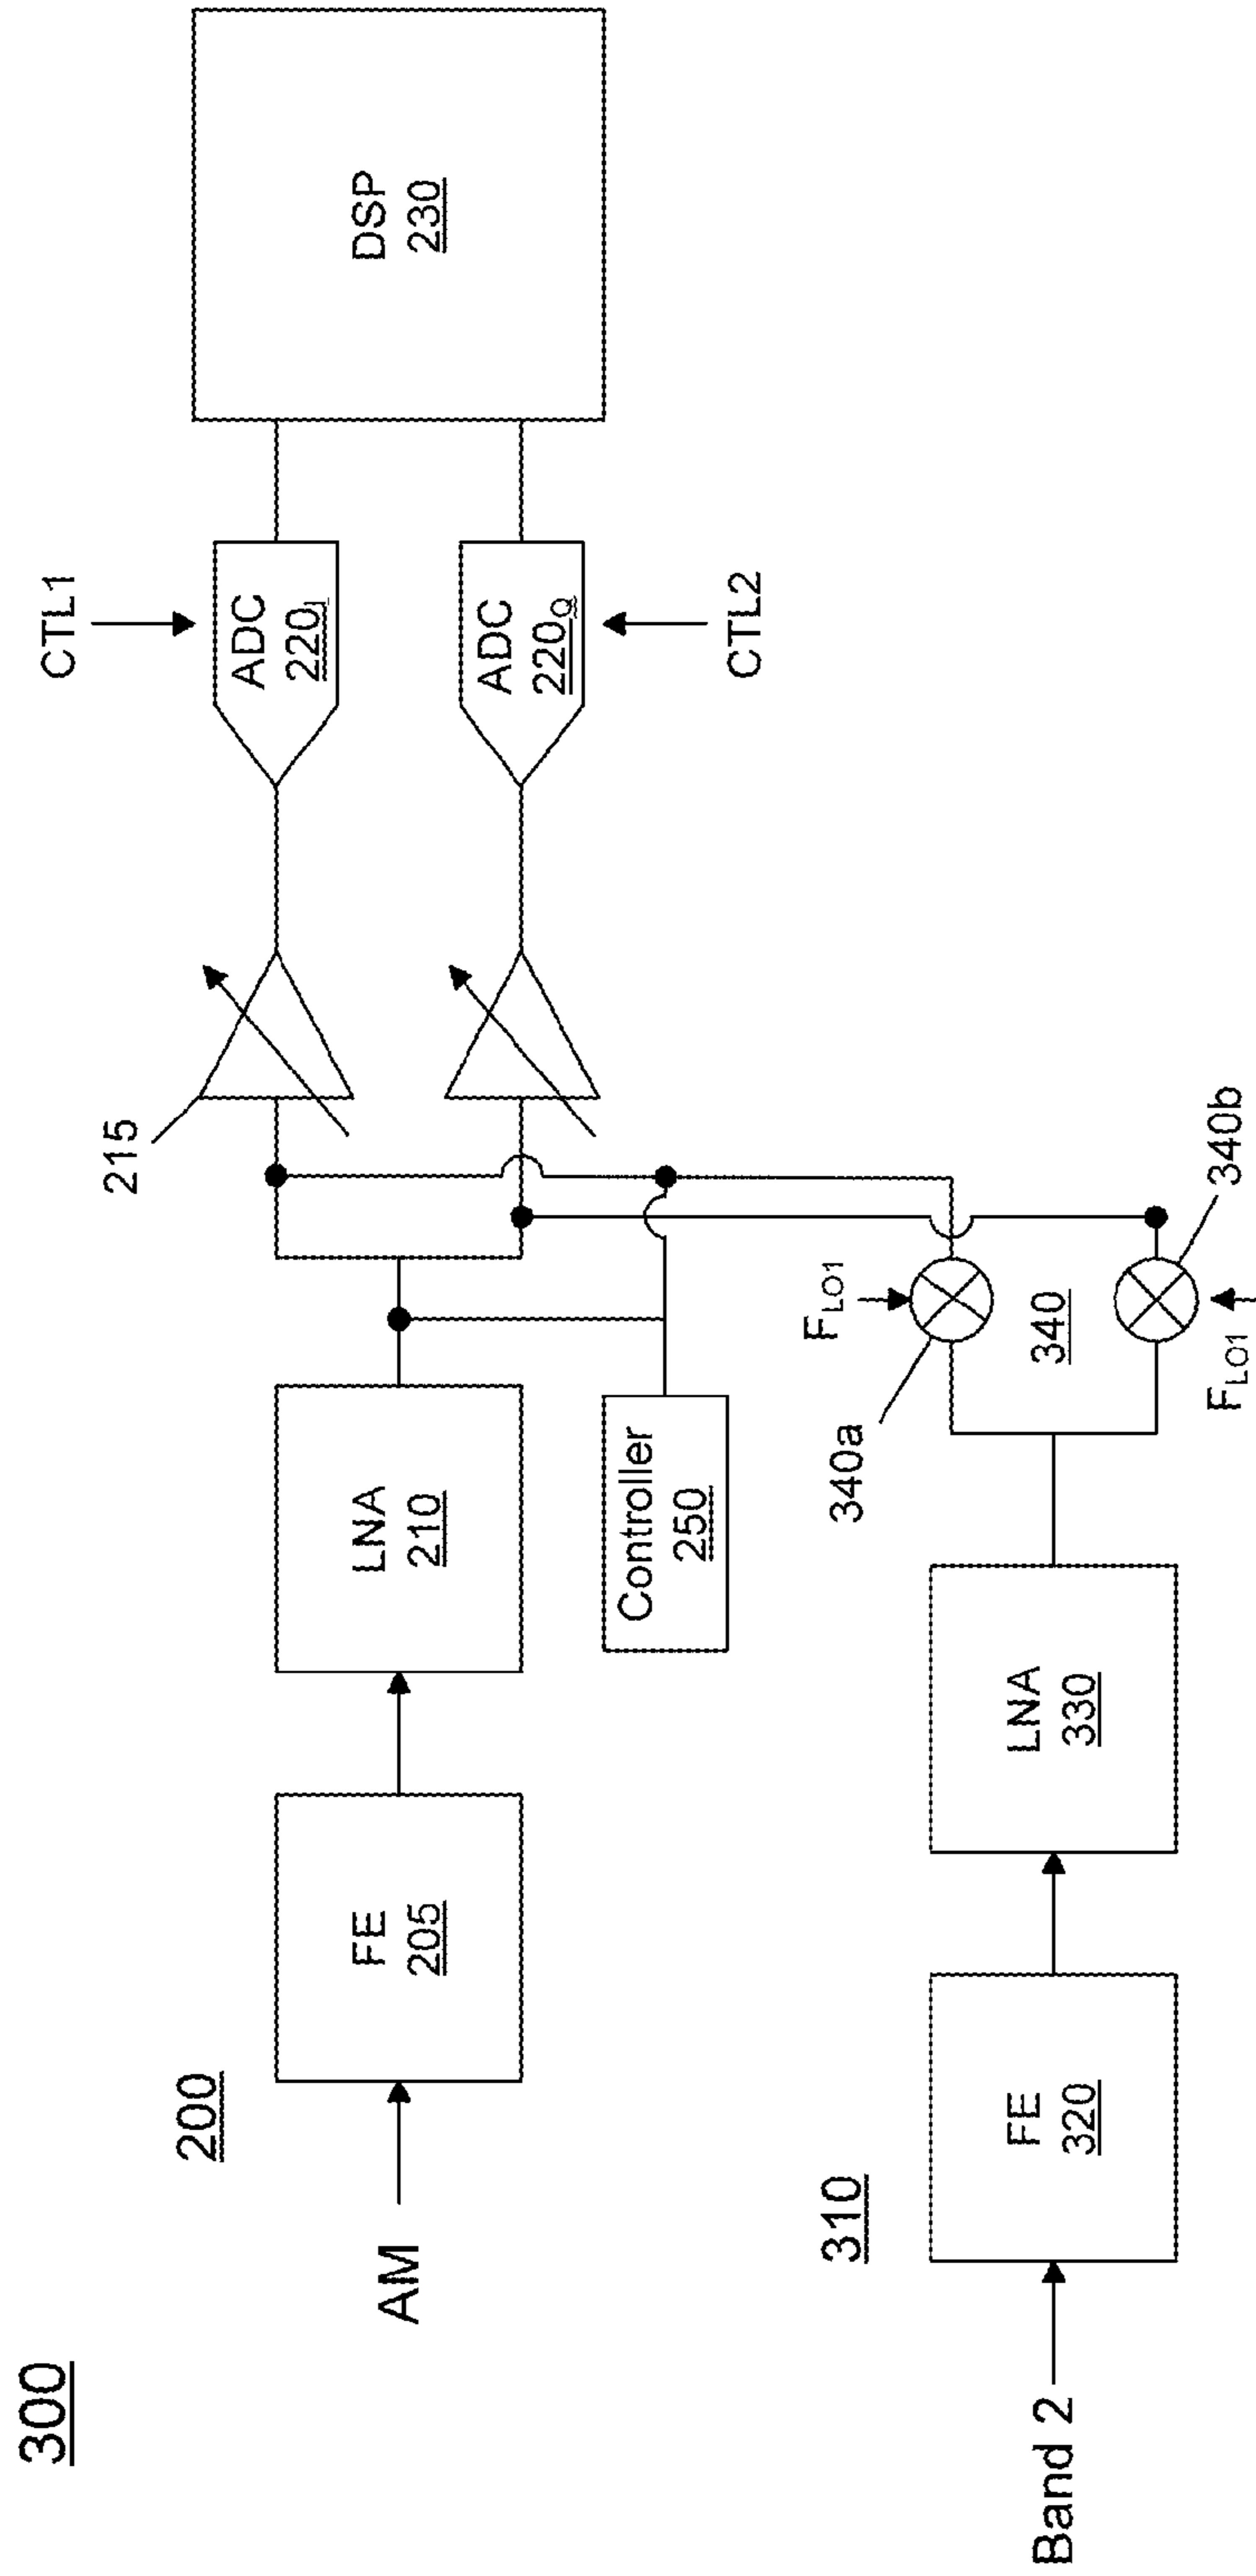 300
200
AM
FE
205
LNA
210
Controller
250
215
CTL1
ADC
220I
ADC
220Q
CTL2
DSP
230
310
Band 2
FE
320
LNA
330
340a
FLO1
340
FLO1
340b